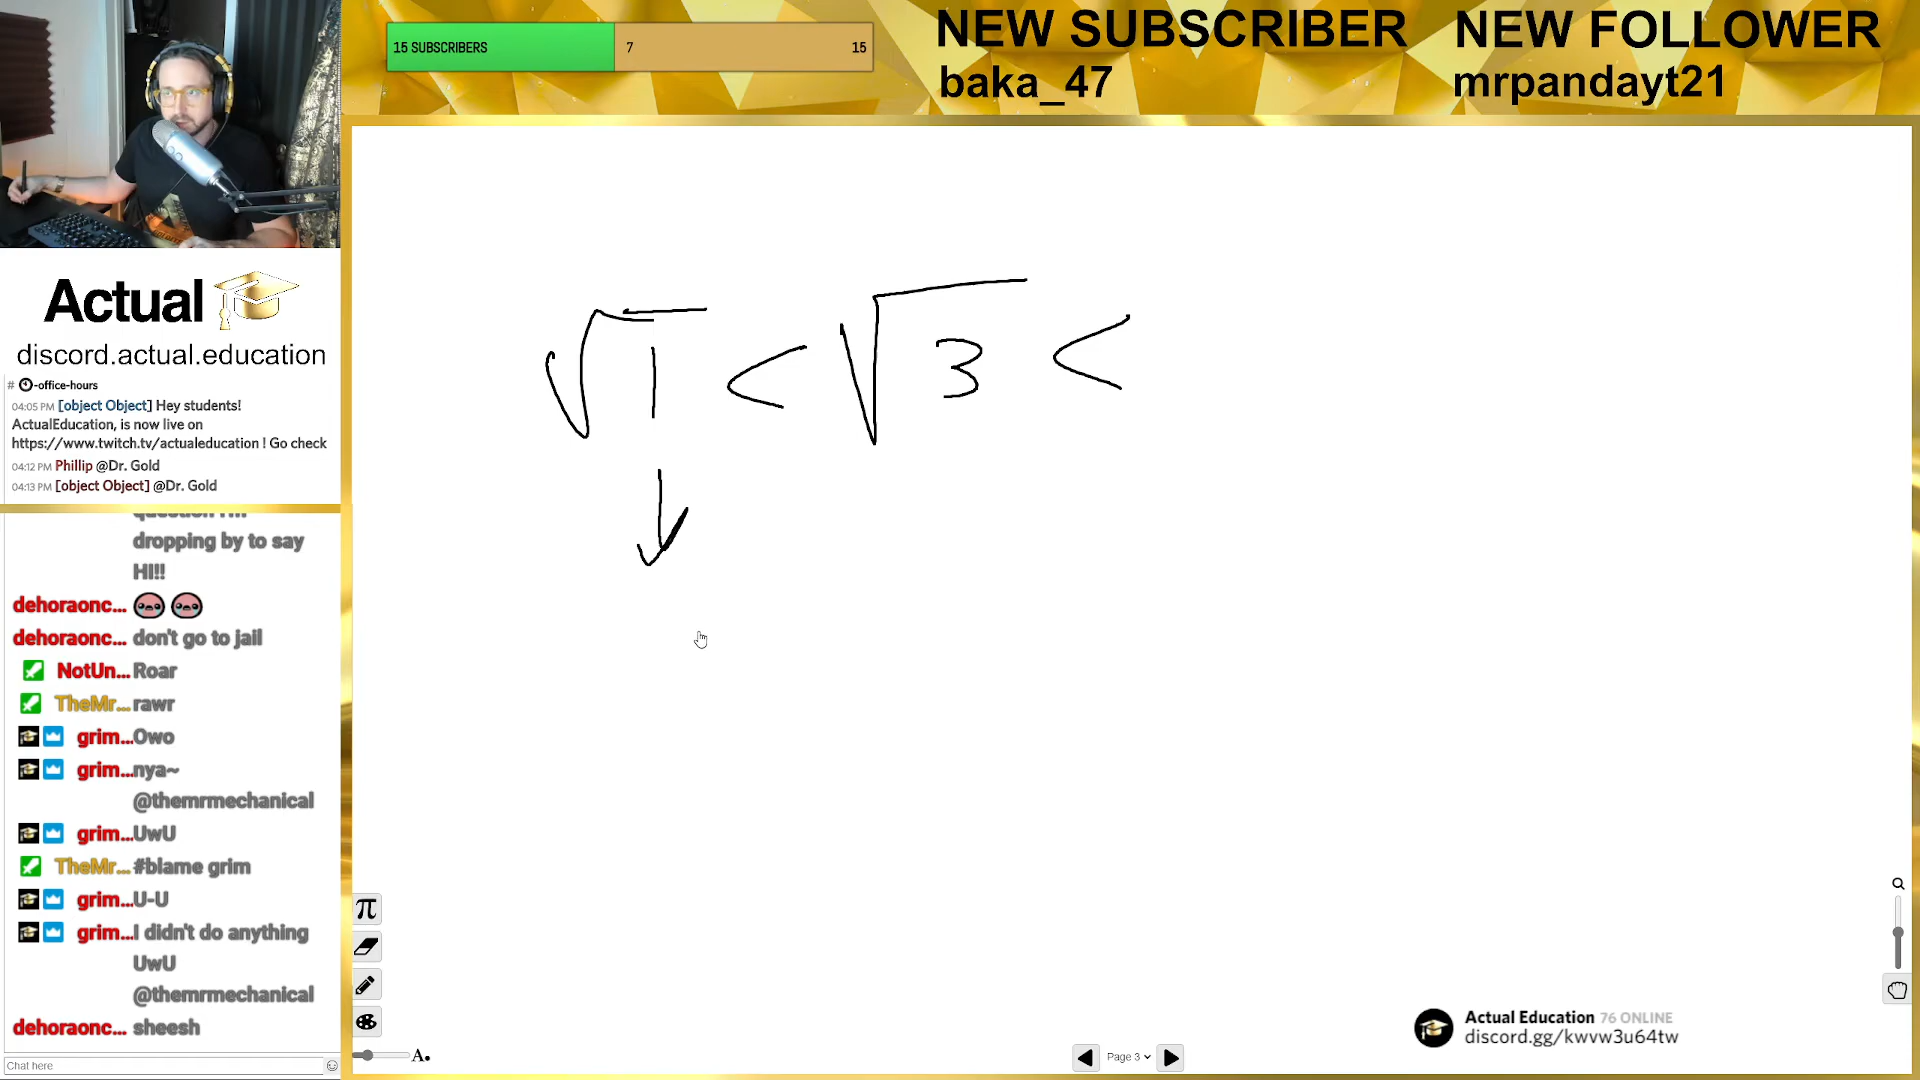 15 SUBSCRIBERS
7
15
NEW SUBSCRIBER
baka_47
NEW FOLLOWER
mrpandayt21
Actual
discord.actual.education
# -office-hours
04:05 PM [object Object] Hey students!
ActualEducation, is now live on
https://www.twitch.tv/actualeducation ! Go check
04:12 PM Phillip @Dr. Gold
04:13 PM [object Object] @Dr. Gold
dropping by to say
HI!!
dehoraonc...
dehoraonc... don't go to jail
NotUn... Roar
TheMr... rawr
grim... Owo
grim... nya~
@themrmechanical
grim... UwU
TheMr... #blame grim
grim... U-U
grim... I didn't do anything
UwU
@themrmechanical
dehoraonc... sheesh
Chat here
√1 < √3 <
π
A
Page 3
Actual Education 76 ONLINE
discord.gg/kwvw3u64tw